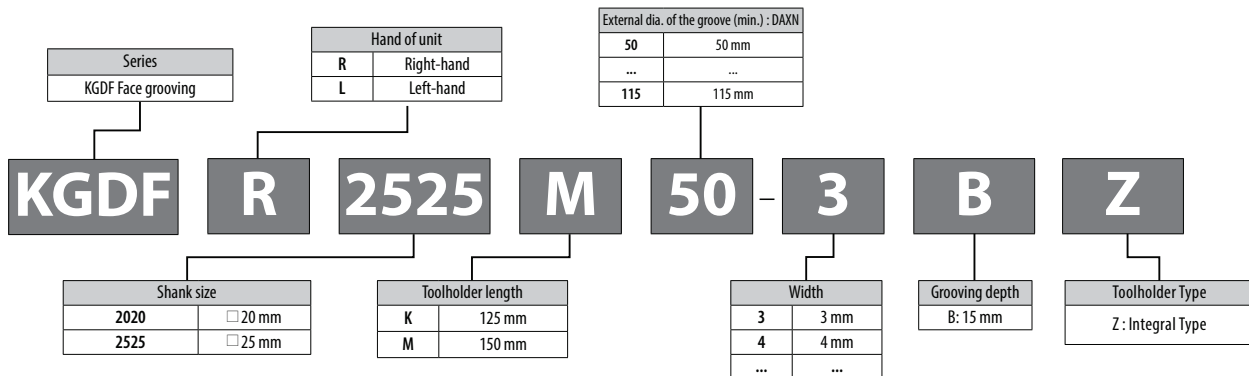 External dia. of the groove (min.) : DAXN
50 50 mm
... ...
115 115 mm
Hand of unit
R Right-hand
L Left-hand
Series
KGDF Face grooving
KGDF R 2525 M 50 – 3 B Z
Shank size
2020 □ 20 mm
2525 □ 25 mm
Toolholder length
K 125 mm
M 150 mm
Width
3 3 mm
4 4 mm
... ...
Grooving depth
B: 15 mm
Toolholder Type
Z : Integral Type